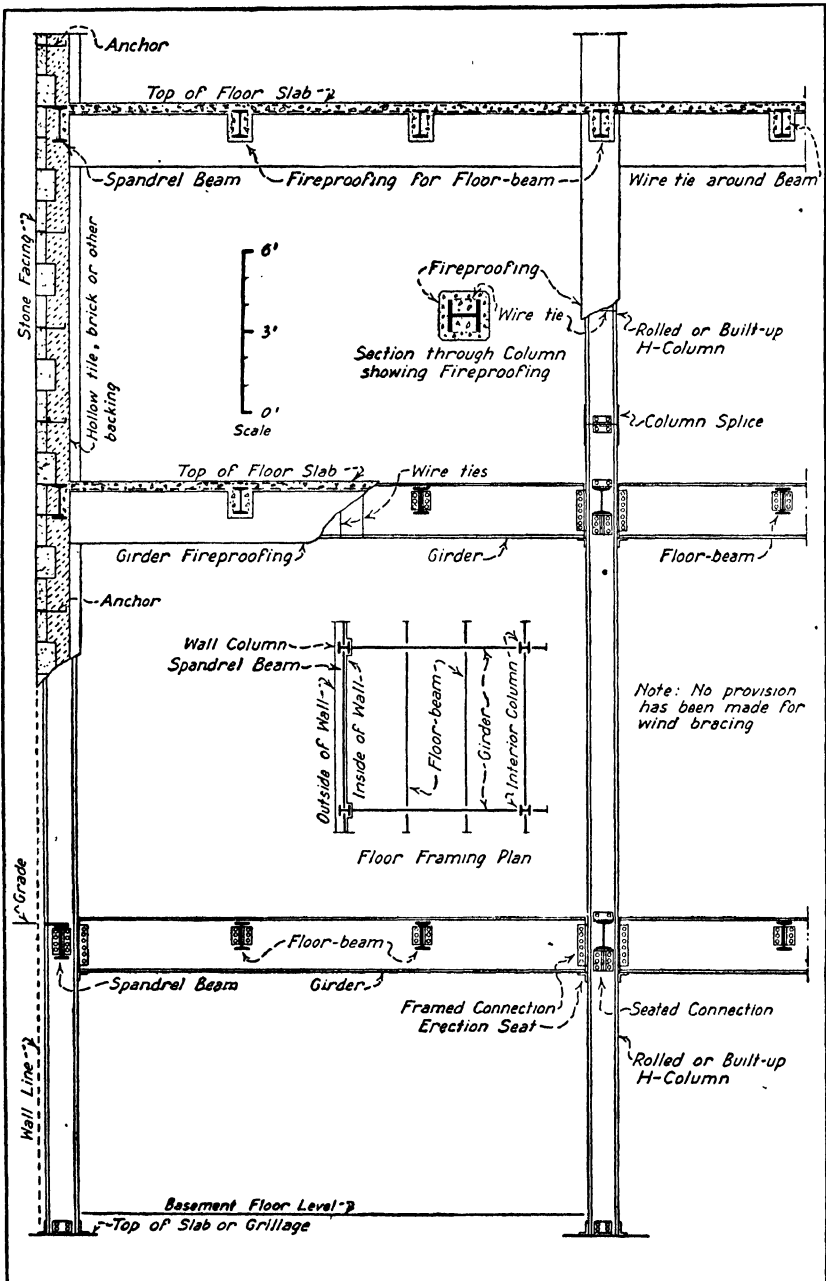 Anchor
Top of Floor Slab
Spandrel Beam
Fireproofing for Floor-beam
Wire tie around Beam
Stone Facing
Hollow tile, brick or other
backing
6'
3'
0'
Scale
Fireproofing
Wire tie
Section through Column
showing Fireproofing
Rolled or Built-up
H-Column
Column Splice
Top of Floor Slab
Wire ties
Girder Fireproofing
Girder
Floor-beam
Anchor
Wall Column
Spandrel Beam
Outside of Wall
Inside of Wall
Floor-beam
Girder
Interior Column
Floor Framing Plan
Note: No provision
has been made for
wind bracing
Grade
Floor-beam
Spandrel Beam
Girder
Framed Connection
Erection Seat
Seated Connection
Rolled or Built-up
H-Column
Wall Line
Basement Floor Level
Top of Slab or Grillage